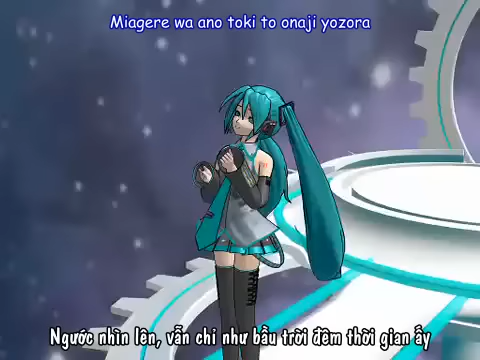 Miagere wa ano toki to onaji yozora
Ngước nhìn lên, vẫn chỉ như bầu trời đêm thời gian ấy